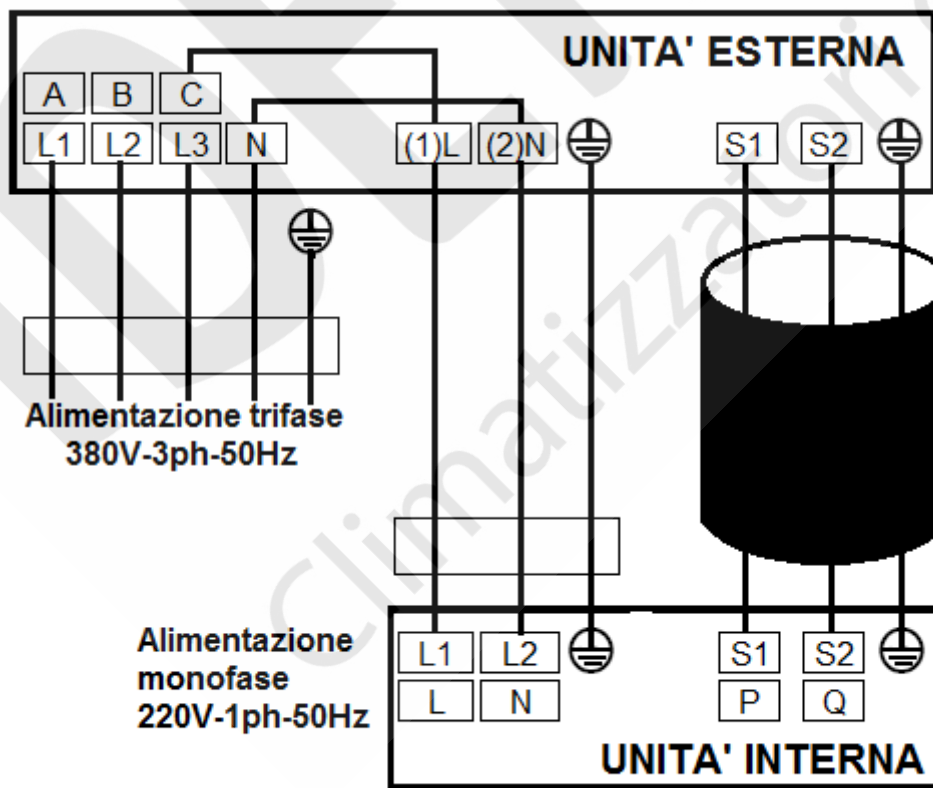 UNITA' ESTERNA
A B C
L1 L2 L3 N (1)L (2)N S1 S2
Alimentazione trifase
380V-3ph-50Hz
Alimentazione
monofase
220V-1ph-50Hz
L1 L2 S1 S2
L N P Q
UNITA' INTERNA
climatizzatori